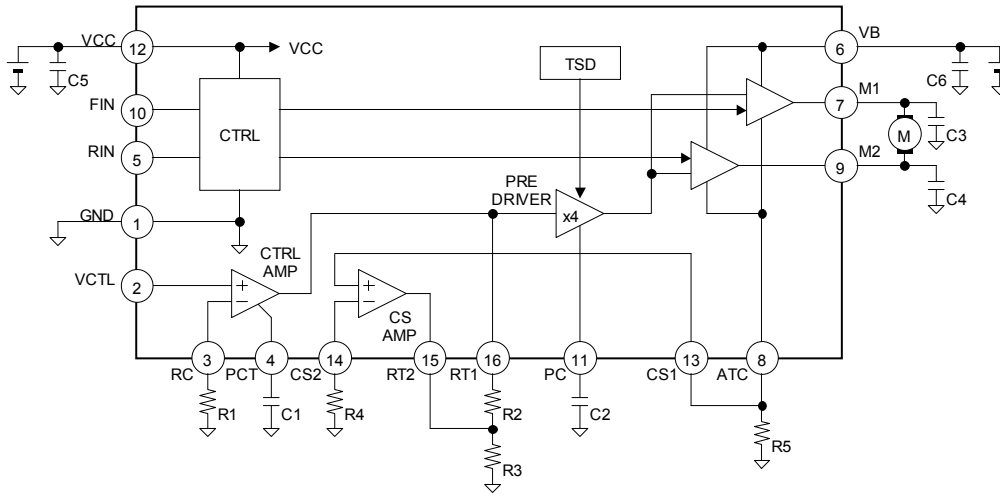 VCC
12
VCC
TSD
6
VB
C5
C6
FIN
10
CTRL
7
M1
M
C3
RIN
5
9
M2
C4
PRE
DRIVER
x4
GND
1
VCTL
2
CTRL
AMP
+
−
+
−
CS
AMP
3
4
14
15
16
11
13
8
RC
PCT
CS2
RT2
RT1
PC
CS1
ATC
R1
C1
R4
R2
C2
R3
R5